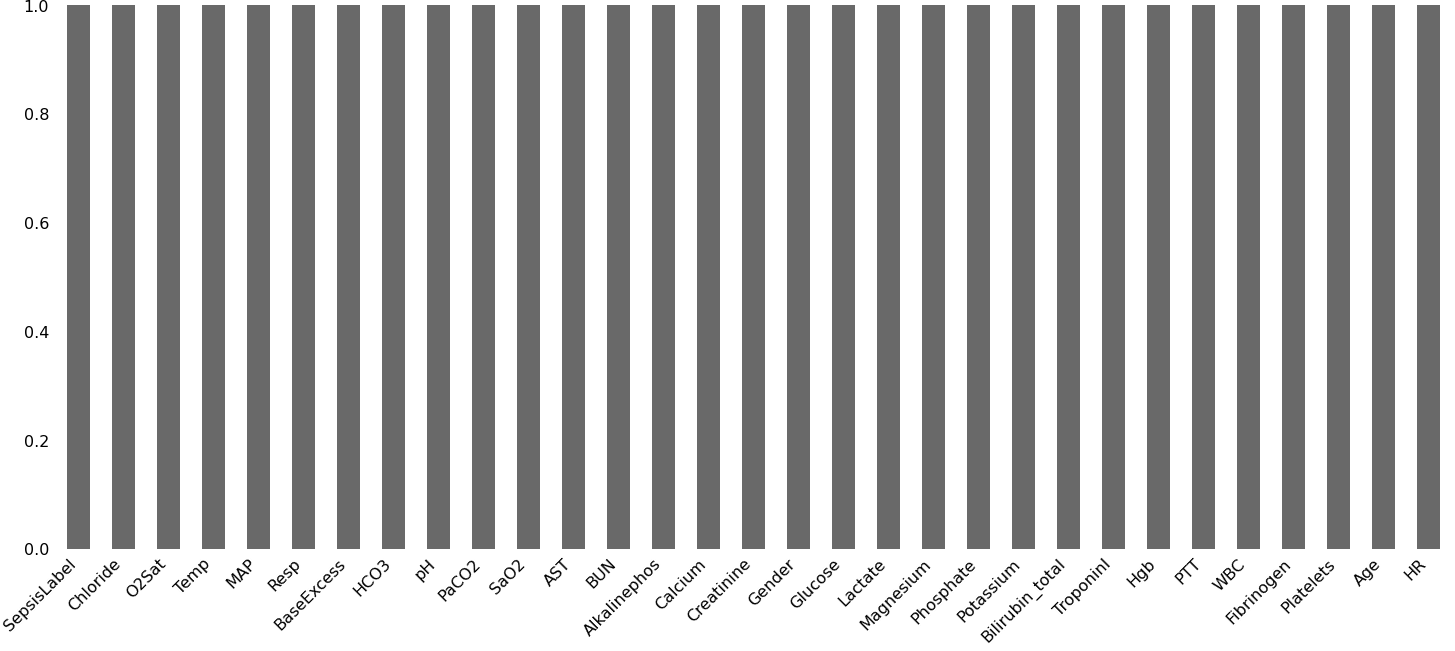 1.0
0.8
0.6
0.4
0.2
0.0
SepsisLabel
Chloride
O2Sat
Temp
MAP
Resp
BaseExcess
HCO3
pH
PaCO2
SaO2
AST
BUN
Alkalinephos
Calcium
Creatinine
Gender
Glucose
Lactate
Magnesium
Phosphate
Potassium
Bilirubin_total
TroponinI
Hgb
PTT
WBC
Fibrinogen
Platelets
Age
HR